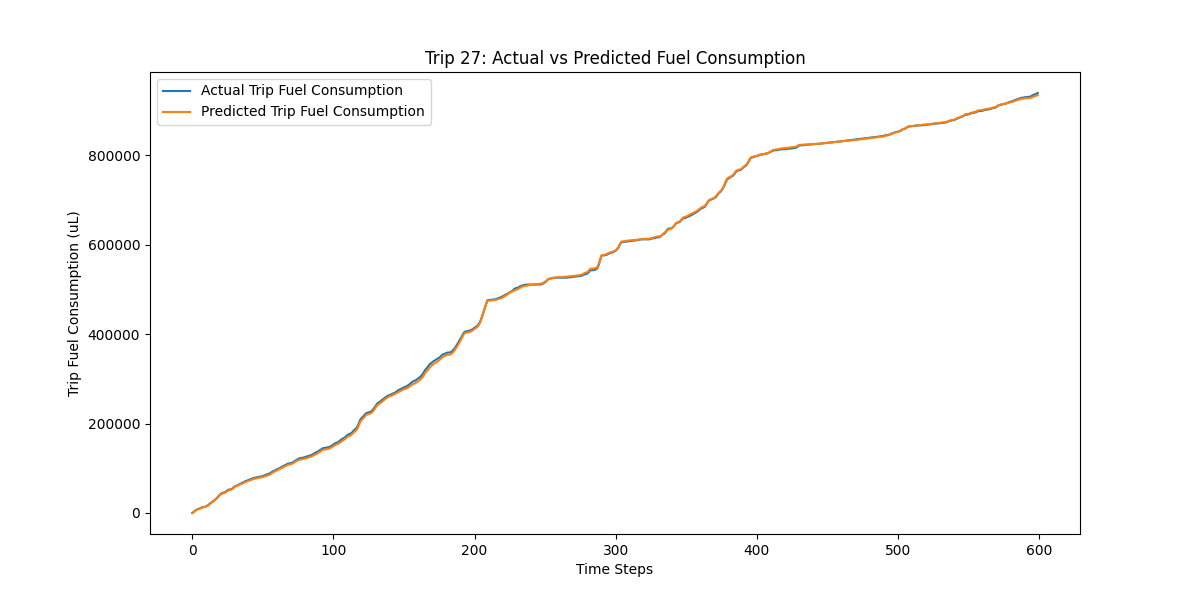 Trip 27: Actual vs Predicted Fuel Consumption
Actual Trip Fuel Consumption
Predicted Trip Fuel Consumption
Trip Fuel Consumption (uL)
800000
600000
400000
200000
0
0 100 200 300 400 500 600
Time Steps